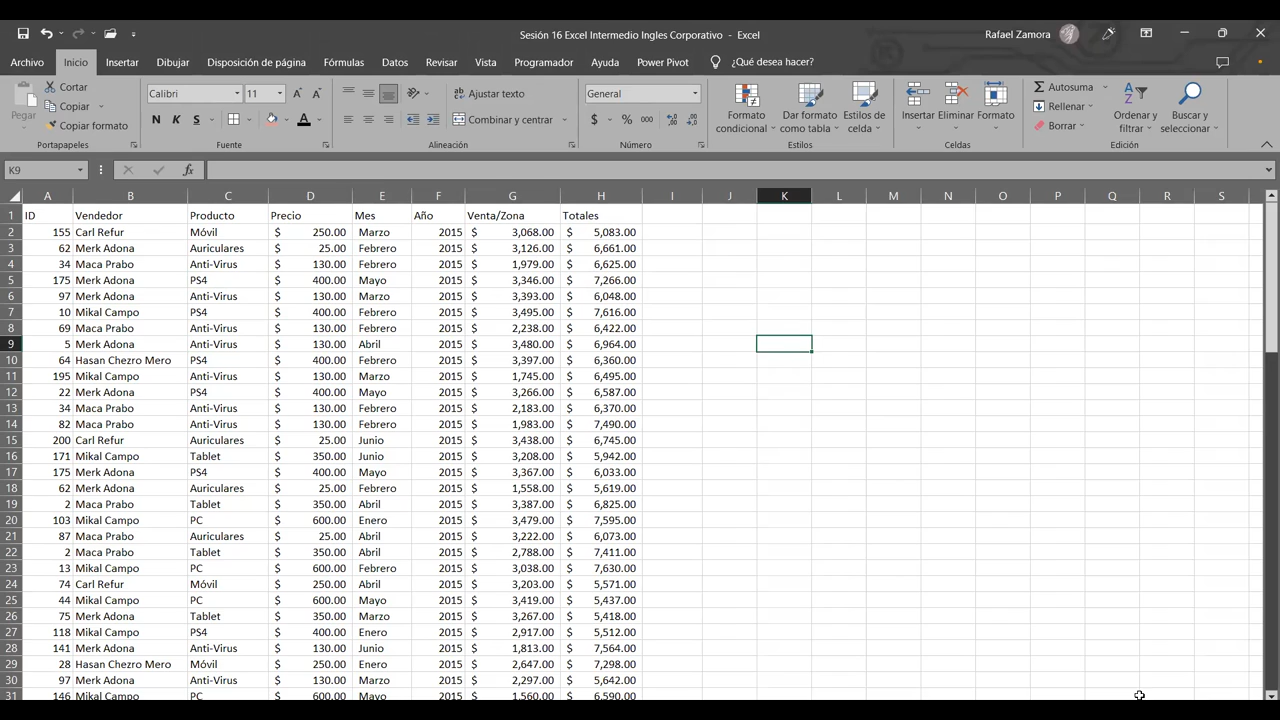 Sesión 16 Excel Intermedio Ingles Corporativo - Excel
Rafael Zamora
Archivo Inicio Insertar Dibujar Disposición de página Fórmulas Datos Revisar Vista Programador Ayuda Power Pivot ¿Qué desea hacer?
Pegar
Cortar
Copiar
Copiar formato
Portapapeles
Calibri 11
N K S
Fuente
Ajustar texto
Combinar y centrar
Alineación
General
$ % 000
Número
Formato condicional
Dar formato como tabla
Estilos de celda
Estilos
Insertar Eliminar Formato
Celdas
Autosuma
Rellenar
Borrar
Ordenar y filtrar
Buscar y seleccionar
Edición
K9 fx
A B C D E F G H I J K L M N O P Q R S
1 ID Vendedor Producto Precio Mes Año Venta/Zona Totales
2 155 Carl Refur Móvil $ 250.00 Marzo 2015 $ 3,068.00 $ 5,083.00
3 62 Merk Adona Auriculares $ 25.00 Febrero 2015 $ 3,126.00 $ 6,661.00
4 34 Maca Prabo Anti-Virus $ 130.00 Febrero 2015 $ 1,979.00 $ 6,625.00
5 175 Merk Adona PS4 $ 400.00 Mayo 2015 $ 3,346.00 $ 7,266.00
6 97 Merk Adona Anti-Virus $ 130.00 Marzo 2015 $ 3,393.00 $ 6,048.00
7 10 Mikal Campo PS4 $ 400.00 Febrero 2015 $ 3,495.00 $ 7,616.00
8 69 Maca Prabo Anti-Virus $ 130.00 Febrero 2015 $ 2,238.00 $ 6,422.00
9 5 Merk Adona Anti-Virus $ 130.00 Abril 2015 $ 3,480.00 $ 6,964.00
10 64 Hasan Chezro Mero PS4 $ 400.00 Febrero 2015 $ 3,397.00 $ 6,360.00
11 195 Mikal Campo Anti-Virus $ 130.00 Marzo 2015 $ 1,745.00 $ 6,495.00
12 22 Merk Adona PS4 $ 400.00 Mayo 2015 $ 3,266.00 $ 6,587.00
13 34 Maca Prabo Anti-Virus $ 130.00 Febrero 2015 $ 2,183.00 $ 6,370.00
14 82 Maca Prabo Anti-Virus $ 130.00 Febrero 2015 $ 1,983.00 $ 7,490.00
15 200 Carl Refur Auriculares $ 25.00 Junio 2015 $ 3,438.00 $ 6,745.00
16 171 Mikal Campo Tablet $ 350.00 Junio 2015 $ 3,208.00 $ 5,942.00
17 175 Merk Adona PS4 $ 400.00 Mayo 2015 $ 3,367.00 $ 6,033.00
18 62 Merk Adona Auriculares $ 25.00 Febrero 2015 $ 1,558.00 $ 5,619.00
19 2 Maca Prabo Tablet $ 350.00 Abril 2015 $ 3,387.00 $ 6,825.00
20 103 Mikal Campo PC $ 600.00 Enero 2015 $ 3,479.00 $ 7,595.00
21 87 Maca Prabo Auriculares $ 25.00 Abril 2015 $ 3,222.00 $ 6,073.00
22 2 Maca Prabo Tablet $ 350.00 Abril 2015 $ 2,788.00 $ 7,411.00
23 13 Mikal Campo PC $ 600.00 Febrero 2015 $ 3,038.00 $ 7,630.00
24 74 Carl Refur Móvil $ 250.00 Abril 2015 $ 3,203.00 $ 5,571.00
25 44 Mikal Campo PC $ 600.00 Mayo 2015 $ 3,419.00 $ 5,437.00
26 75 Merk Adona Tablet $ 350.00 Marzo 2015 $ 3,267.00 $ 5,418.00
27 118 Mikal Campo PS4 $ 400.00 Enero 2015 $ 2,917.00 $ 5,512.00
28 141 Merk Adona Anti-Virus $ 130.00 Junio 2015 $ 1,813.00 $ 7,564.00
29 28 Hasan Chezro Mero Móvil $ 250.00 Enero 2015 $ 2,647.00 $ 7,298.00
30 97 Merk Adona Anti-Virus $ 130.00 Marzo 2015 $ 2,297.00 $ 5,642.00
31 146 Mikal Campo PC $ 600.00 Mayo 2015 $ 1,560.00 $ 6,590.00